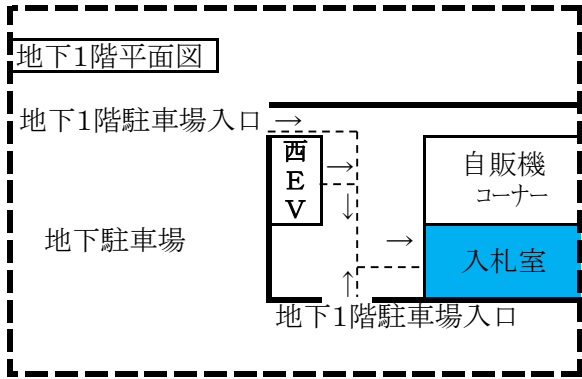 地下1階平面図
地下1階駐車場入口 →
西EV
→
↓
自販機
コーナー
地下駐車場
→
入札室
↑
地下1階駐車場入口